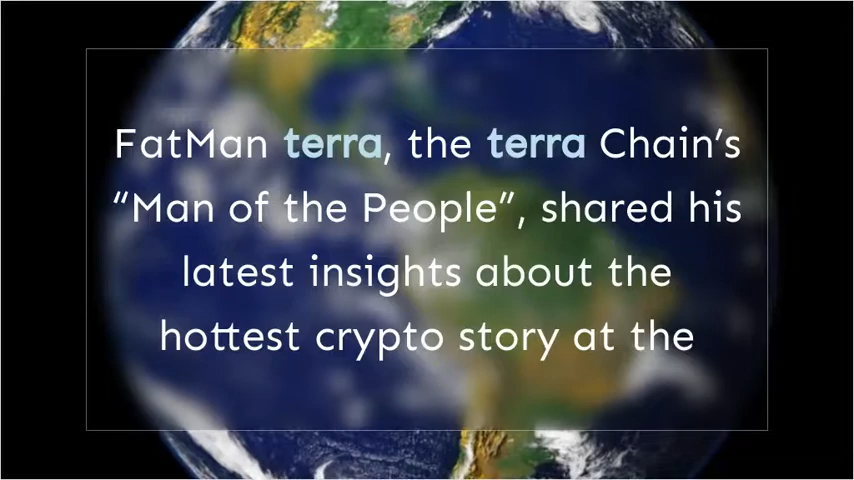 FatMan terra, the terra Chain’s
“Man of the People”, shared his
latest insights about the
hottest crypto story at the